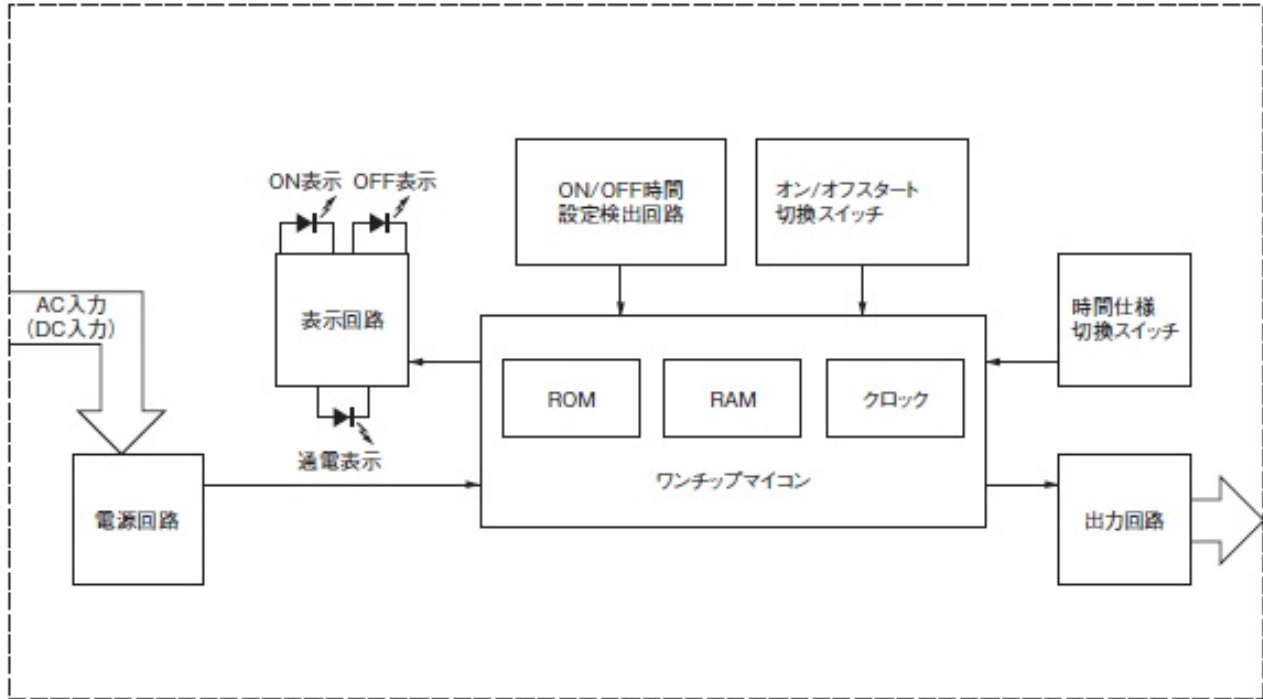 ON表示 OFF表示
ON/OFF時間
設定検出回路
オン/オフスタート
切換スイッチ
AC入力
(DC入力)
表示回路
時間仕様
切換スイッチ
ROM
RAM
クロック
通電表示
ワンチップマイコン
電源回路
出力回路